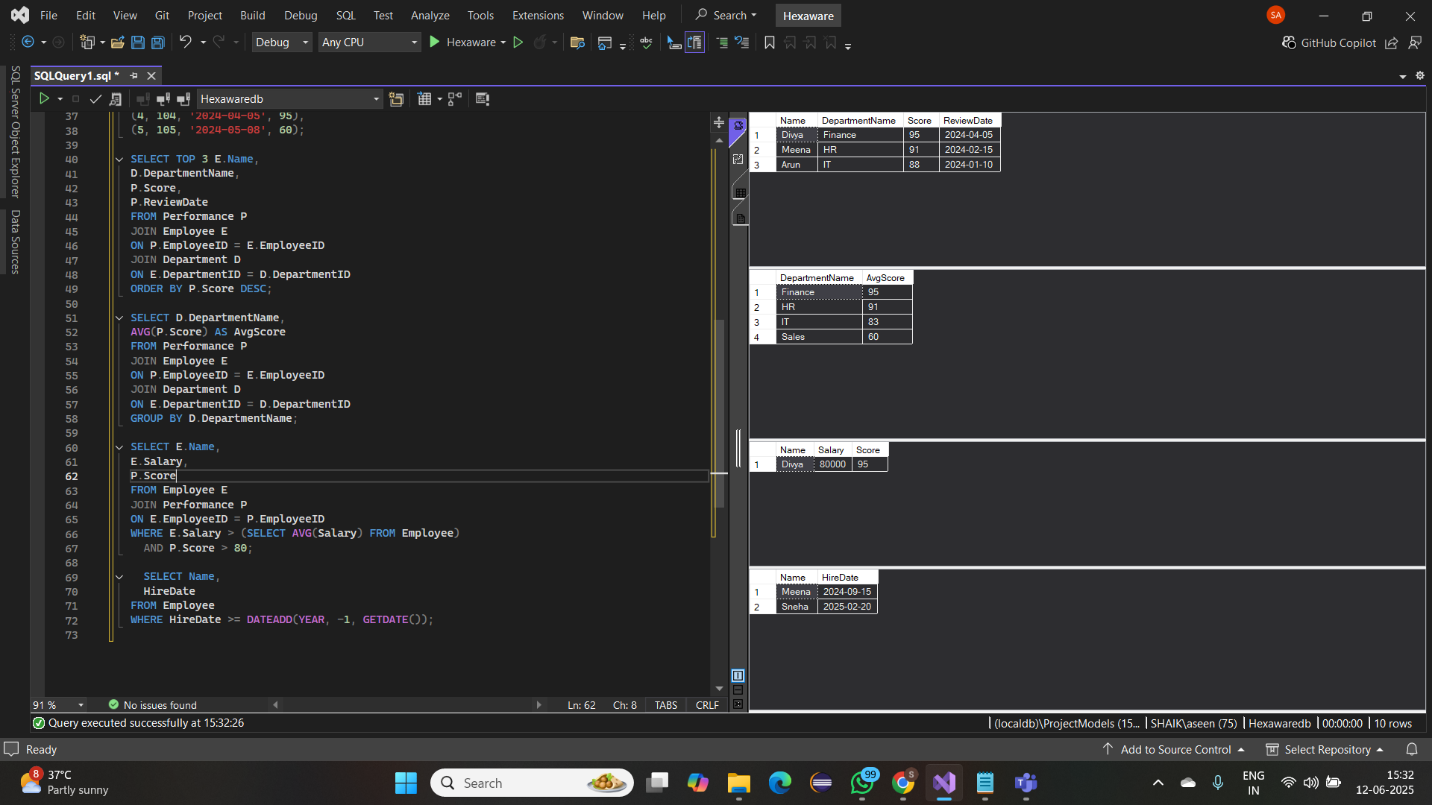 File Edit View Git Project Build Debug SQL Test Analyze Tools Extensions Window Help Search Hexaware SA
Debug Any CPU Hexaware GitHub Copilot
SQL Server Object Explorer
Data Sources
SQLQuery1.sql *
Hexawaredb
37 (4, 104, '2024-04-05', 95),
38 (5, 105, '2024-05-08', 60);
39
40 SELECT TOP 3 E.Name,
41 D.DepartmentName,
42 P.Score,
43 P.ReviewDate
44 FROM Performance P
45 JOIN Employee E
46 ON P.EmployeeID = E.EmployeeID
47 JOIN Department D
48 ON E.DepartmentID = D.DepartmentID
49 ORDER BY P.Score DESC;
50
51 SELECT D.DepartmentName,
52 AVG(P.Score) AS AvgScore
53 FROM Performance P
54 JOIN Employee E
55 ON P.EmployeeID = E.EmployeeID
56 JOIN Department D
57 ON E.DepartmentID = D.DepartmentID
58 GROUP BY D.DepartmentName;
59
60 SELECT E.Name,
61 E.Salary,
62 P.Score
63 FROM Employee E
64 JOIN Performance P
65 ON E.EmployeeID = P.EmployeeID
66 WHERE E.Salary > (SELECT AVG(Salary) FROM Employee)
67 AND P.Score > 80;
68
69 SELECT Name,
70 HireDate
71 FROM Employee
72 WHERE HireDate >= DATEADD(YEAR, -1, GETDATE());
73
Name DepartmentName Score ReviewDate
1 Divya Finance 95 2024-04-05
2 Meena HR 91 2024-02-15
3 Arun IT 88 2024-01-10
DepartmentName AvgScore
1 Finance 95
2 HR 91
3 IT 83
4 Sales 60
Name Salary Score
1 Divya 80000 95
Name HireDate
1 Meena 2024-09-15
2 Sneha 2025-02-20
91 % No issues found Ln: 62 Ch: 8 TABS CRLF
Query executed successfully at 15:32:26 (localdb)\ProjectModels (15... SHAIK\aseen (75) Hexawaredb 00:00:00 10 rows
Ready Add to Source Control Select Repository
8 37°C
Partly sunny
Search
99
S
ENG
IN
15:32
12-06-2025